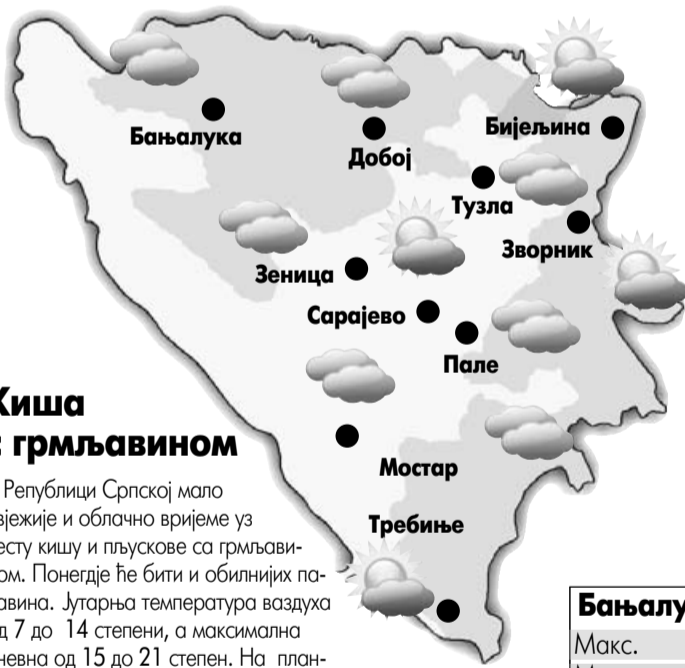 Бањалука
Добој
Бијељина
Тузла
Зворник
Зеница
Сарајево
Пале
Мостар
Требиње
Киша
грмљавином
Републици Српској мало
вјежије и облачно вријеме уз
есту кишу и пљускове са грмљави-
ом. Понегдје ће бити и обилнијих па-
авина. Јутарња температура ваздуха
д 7 до 14 степени, а максимална
невна од 15 до 21 степен. На план-
Бањалу
Макс.